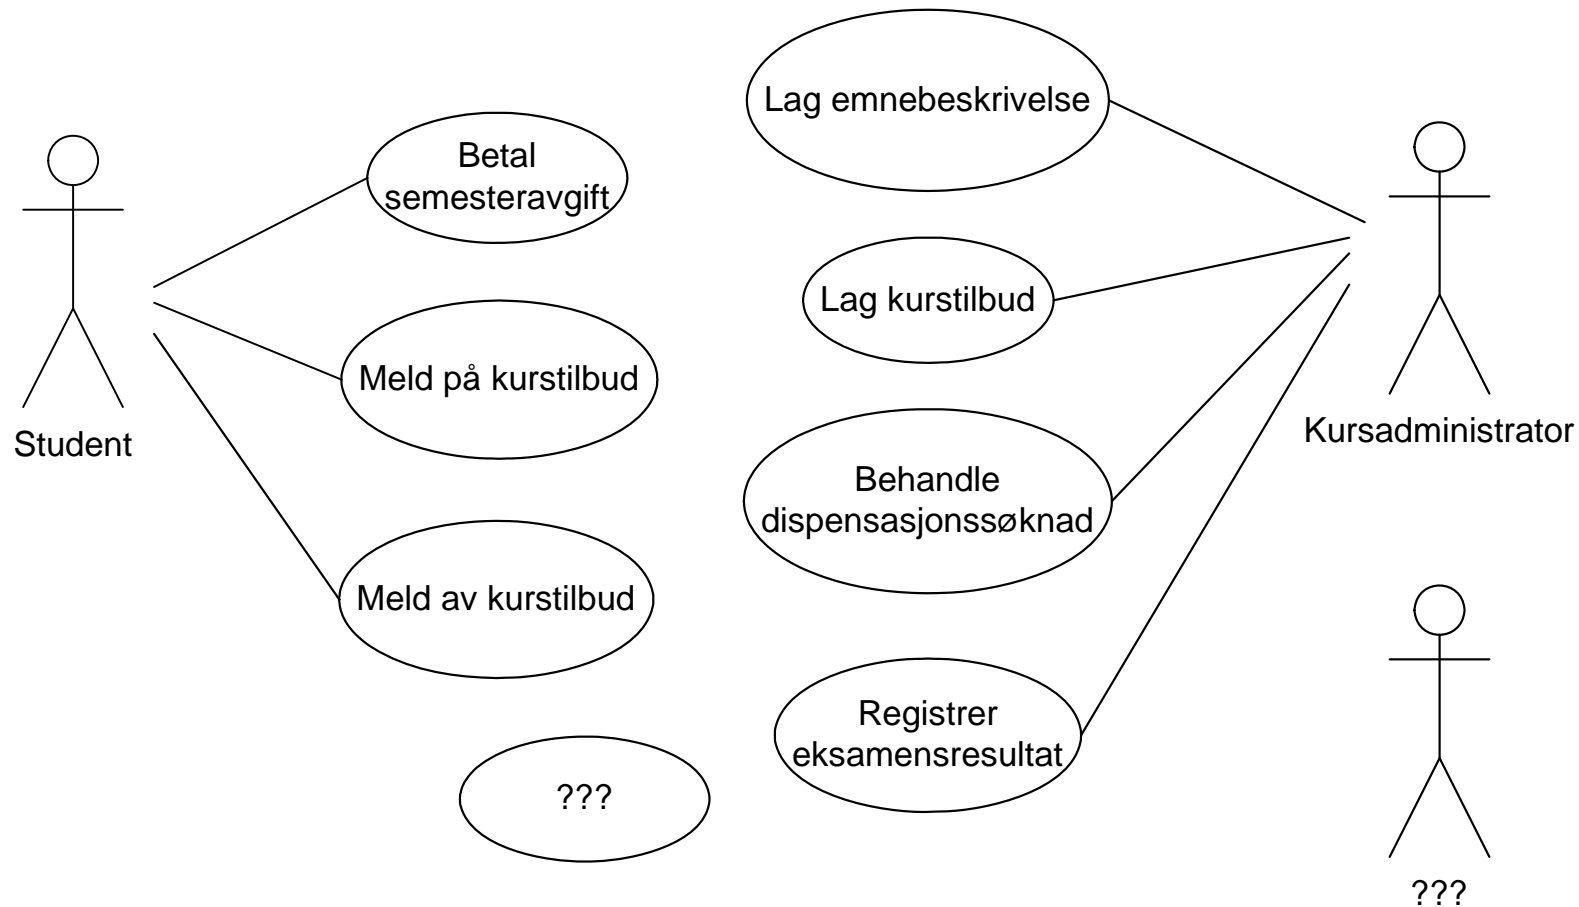 Lag emnebeskrivelse
Betal
semesteravgift
Lag kurstilbud
Meld på kurstilbud
Student
Kursadministrator
Behandle
dispensasjonssøknad
Meld av kurstilbud
Registrer
eksamensresultat
???
???